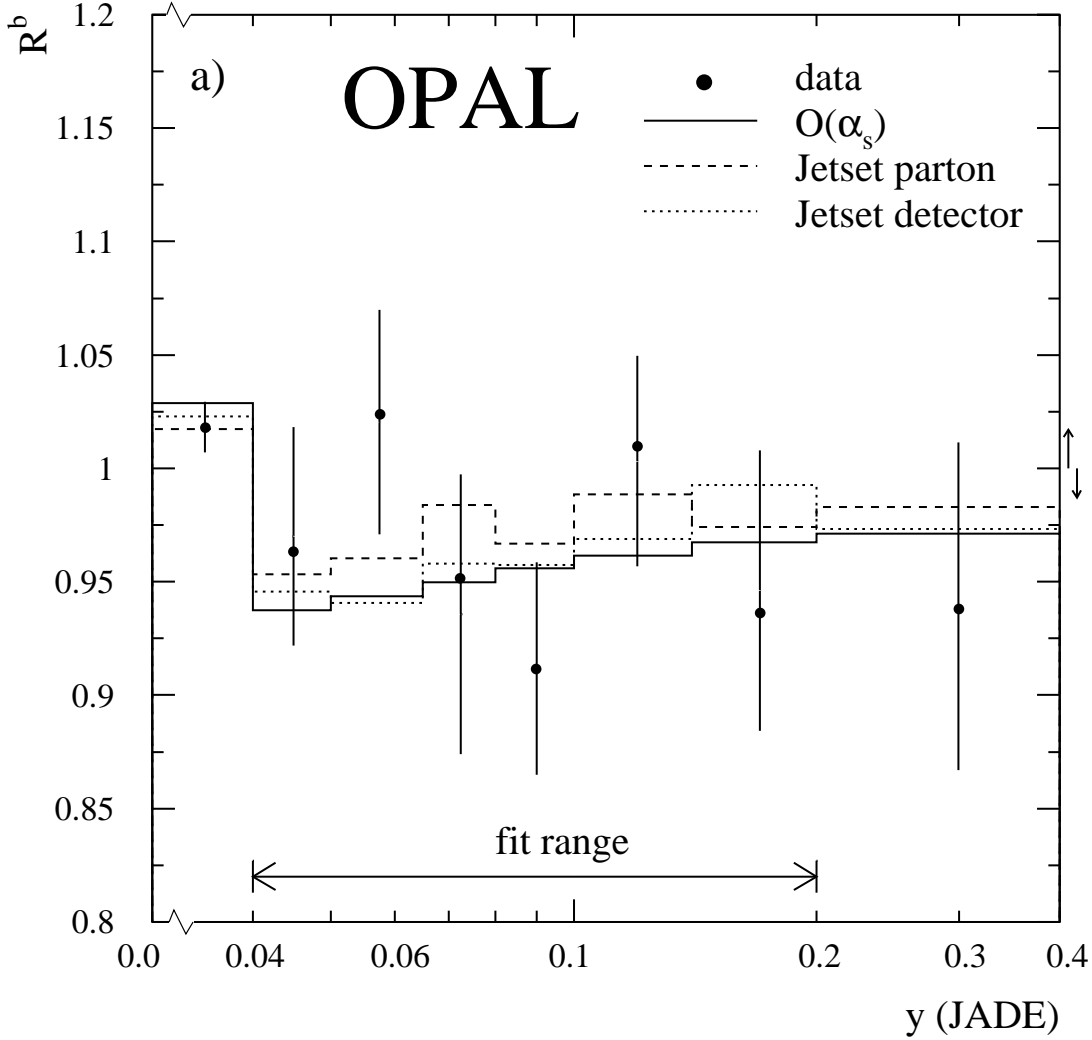 R^b
1.2
1.15
1.1
1.05
1
0.95
0.9
0.85
0.8
a)
OPAL
data
O(α_s)
Jetset parton
Jetset detector
fit range
0.0 0.04 0.06 0.1 0.2 0.3 0.4
y (JADE)